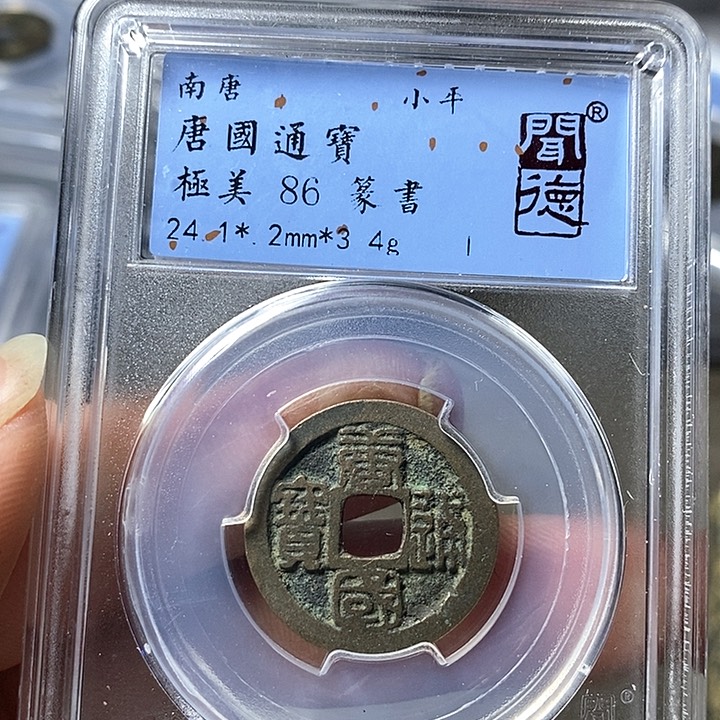 南唐 小平
唐國通寶
極美 86 篆書
24.1*.2mm*3 4g
聞德®
唐國通寶